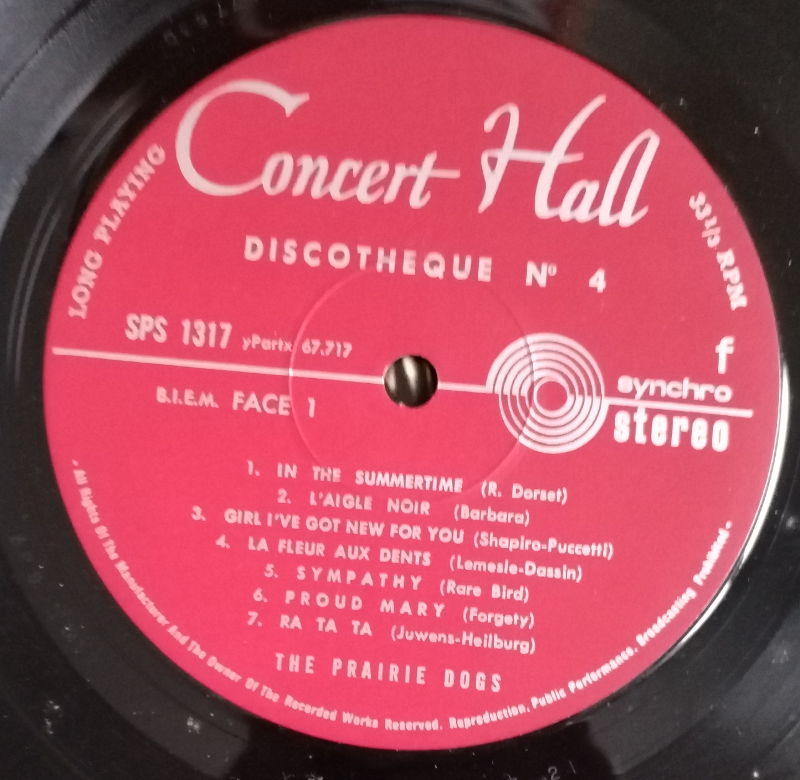 Concert Hall
LONG PLAYING
33 1/3 RPM
DISCOTHEQUE Nº 4
SPS 1317 yPartx 67.717
f
synchro
stereo
B.I.E.M. FACE 1
1. IN THE SUMMERTIME (R. Dorset)
2. L'AIGLE NOIR (Barbara)
3. GIRL I'VE GOT NEW FOR YOU (Shapiro-Puccetti)
4. LA FLEUR AUX DENTS (Lemesle-Dassin)
5. SYMPATHY (Rare Bird)
6. PROUD MARY (Forgety)
7. RA TA TA (Juwens-Heilburg)
THE PRAIRIE DOGS
- All Rights Of The Manufacturer And The Owner Of The Recorded Works Reserved. Reproduction, Public Performance, Broadcasting Prohibited -